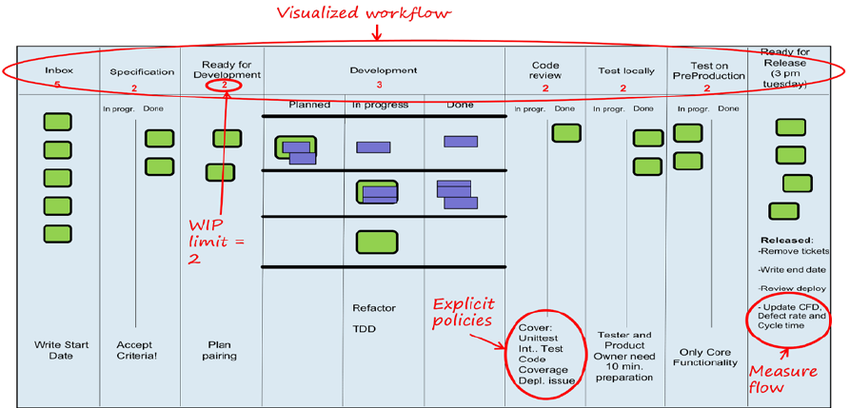 Visualized workflow
Inbox
5
Specification
2
Ready for
Development
2
Development
3
Code
review
2
Test locally
2
Test on
PreProduction
2
Ready for
Release
(3 pm
tuesday)
In progr. Done
Planned In progress Done
In progr. Done
In progr. Done
In progr. Done
WIP
limit =
2
Released:
-Remove tickets
-Write end date
-Review deploy
- Update CFD,
Defect rate and
Cycle time
Explicit
policies
Refactor
TDD
Write Start
Date
Accept
Criteria!
Plan
pairing
Cover:
Unittest
Int.. Test
Code
Coverage
Depl. issue
Tester and
Product
Owner need
10 min.
preparation
Only Core
Functionality
Measure
flow